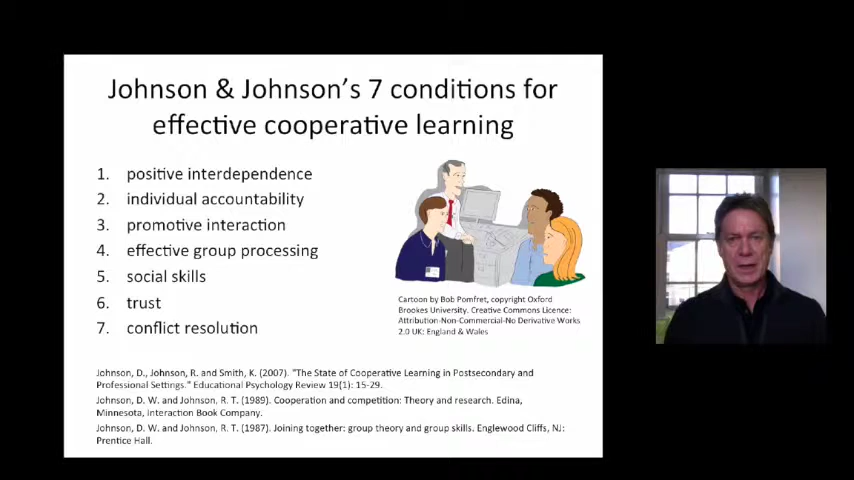 Johnson & Johnson's 7 conditions for
effective cooperative learning
1. positive interdependence
2. individual accountability
3. promotive interaction
4. effective group processing
5. social skills
6. trust
7. conflict resolution
Cartoon by Bob Pomfret, copyright Oxford
Brookes University. Creative Commons Licence:
Attribution-Non-Commercial-No Derivative Works
2.0 UK: England & Wales
Johnson, D., Johnson, R. and Smith, K. (2007). "The State of Cooperative Learning in Postsecondary and
Professional Settings." Educational Psychology Review 19(1): 15-29.
Johnson, D. W. and Johnson, R. T. (1989). Cooperation and competition: Theory and research. Edina,
Minnesota, Interaction Book Company.
Johnson, D. W. and Johnson, R. T. (1987). Joining together: group theory and group skills. Englewood Cliffs, NJ:
Prentice Hall.